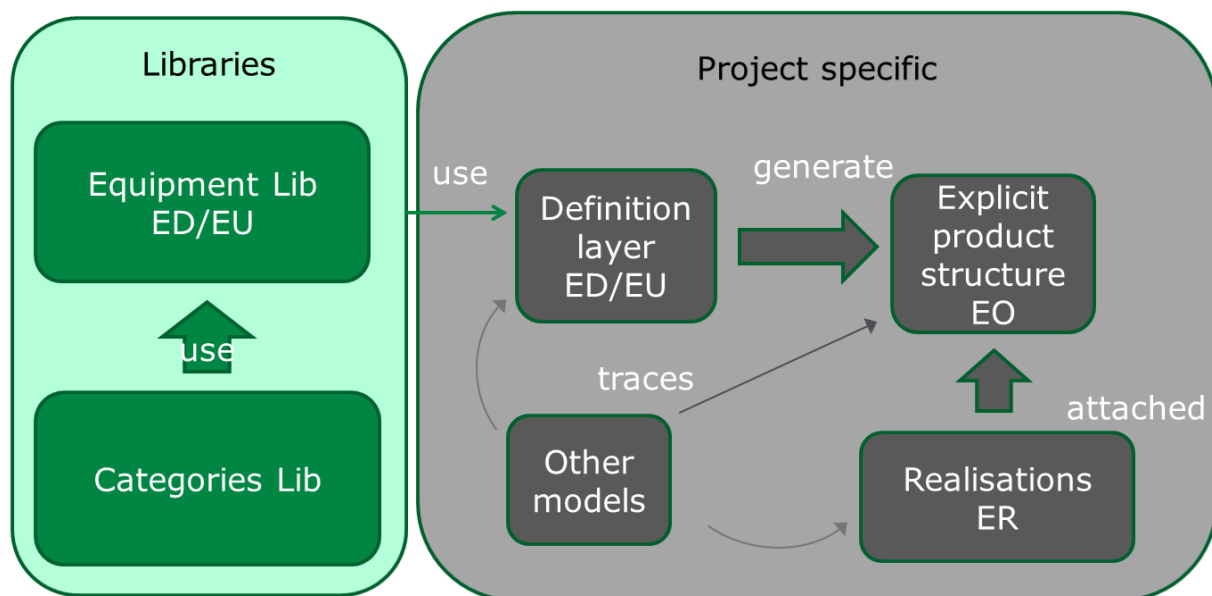 Libraries
Equipment Lib
ED/EU
use
Categories Lib
Project specific
use
Definition
layer
ED/EU
generate
Explicit
product
structure
EO
traces
Other
models
attached
Realisations
ER